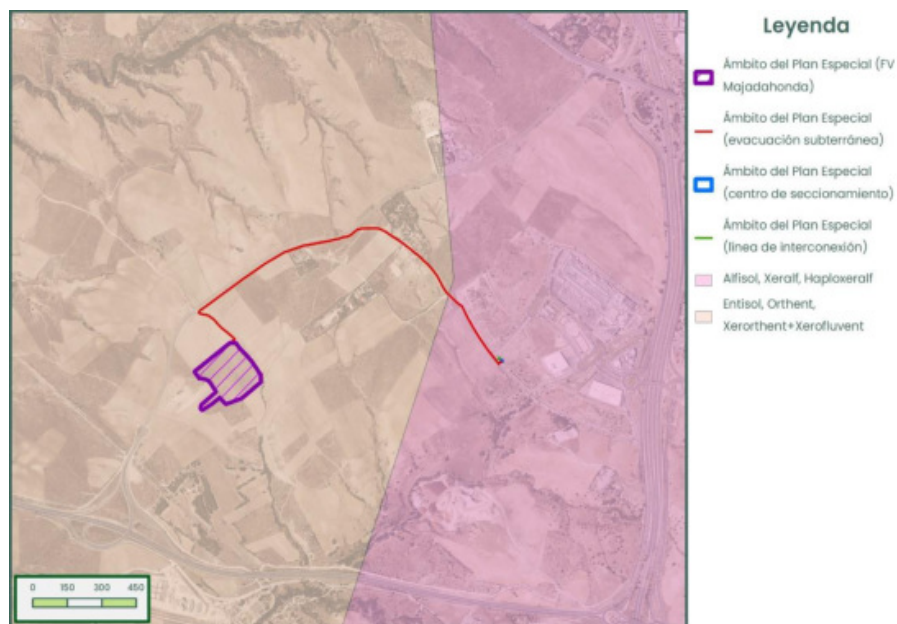 Leyenda
Ámbito del Plan Especial (FV
Majadahonda)
Ámbito del Plan Especial
(evacuación subterránea)
Ámbito del Plan Especial
(centro de seccionamiento)
Ámbito del Plan Especial
(línea de interconexión)
Alfisol, Xeralf, Haploxeralf
Entisol, Orthent,
Xerorthent+Xerofluvent
0 150 300 450